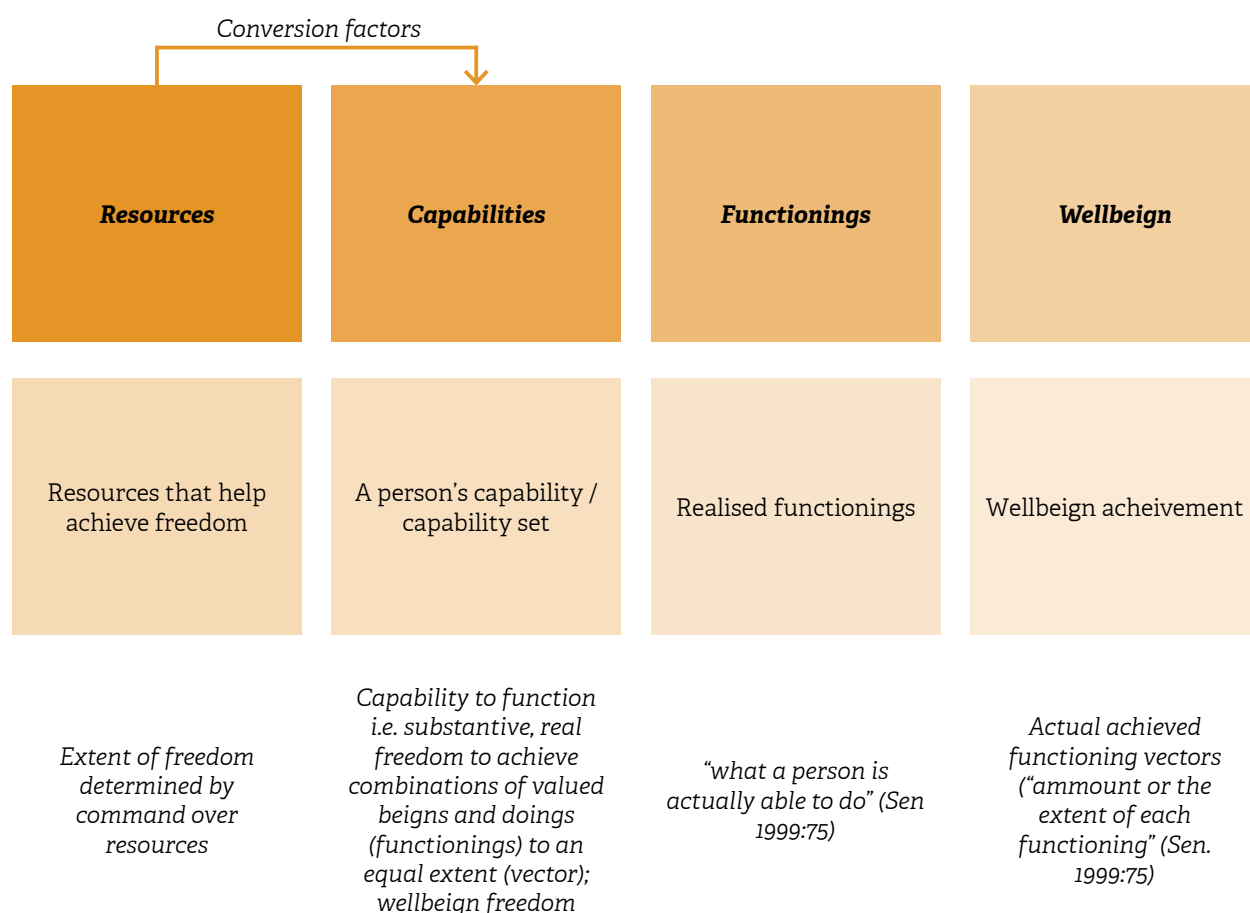 Conversion factors
Resources
Capabilities
Functionings
Wellbeign
Resources that help
achieve freedom
A person's capability /
capability set
Realised functionings
Wellbeign acheivement
Extent of freedom
determined by
command over
resources
Capability to function
i.e. substantive, real
freedom to achieve
combinations of valued
beigns and doings
(functionings) to an
equal extent (vector);
wellbeign freedom
“what a person is
actually able to do” (Sen
1999:75)
Actual achieved
functioning vectors
(“ammount or the
extent of each
functioning” (Sen.
1999:75)